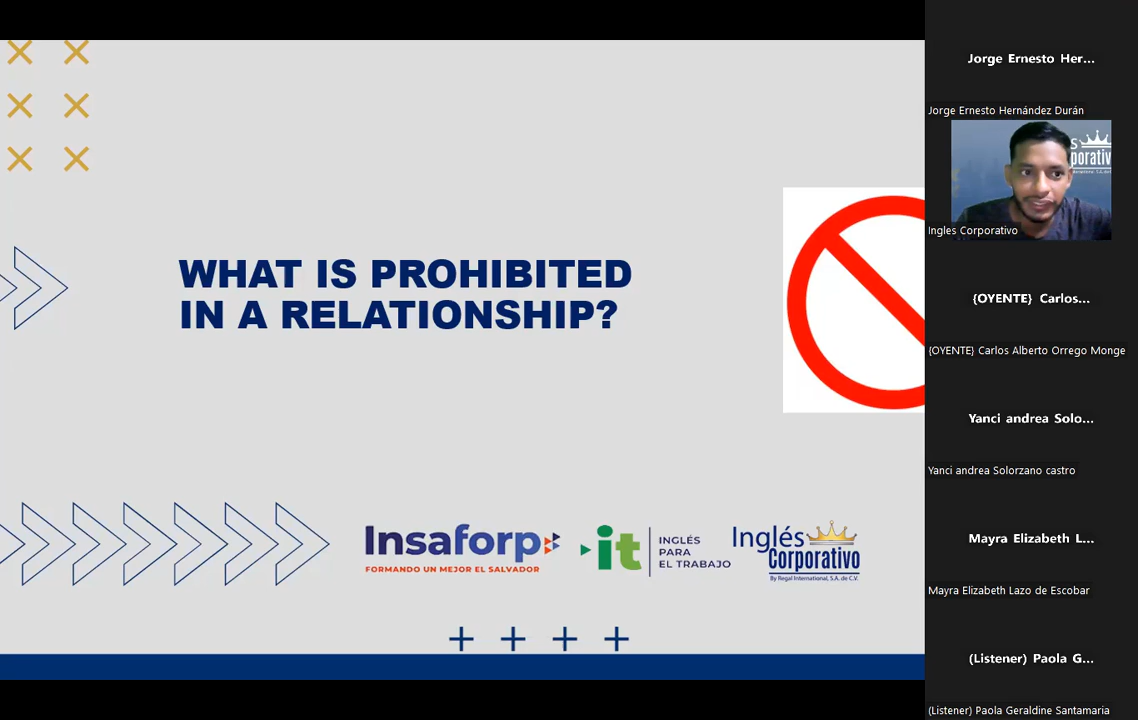 WHAT IS PROHIBITED
IN A RELATIONSHIP?
Insaforp
FORMANDO UN MEJOR EL SALVADOR
it
INGLÉS
PARA
EL TRABAJO
Inglés
Corporativo
By Regal International, S.A. de C.V.
Jorge Ernesto Her...
Jorge Ernesto Hernández Durán
s
porativ
Ingles Corporativo
{OYENTE} Carlos...
{OYENTE} Carlos Alberto Orrego Monge
Yanci andrea Solo...
Yanci andrea Solorzano castro
Mayra Elizabeth L...
Mayra Elizabeth Lazo de Escobar
(Listener) Paola G...
(Listener) Paola Geraldine Santamaria